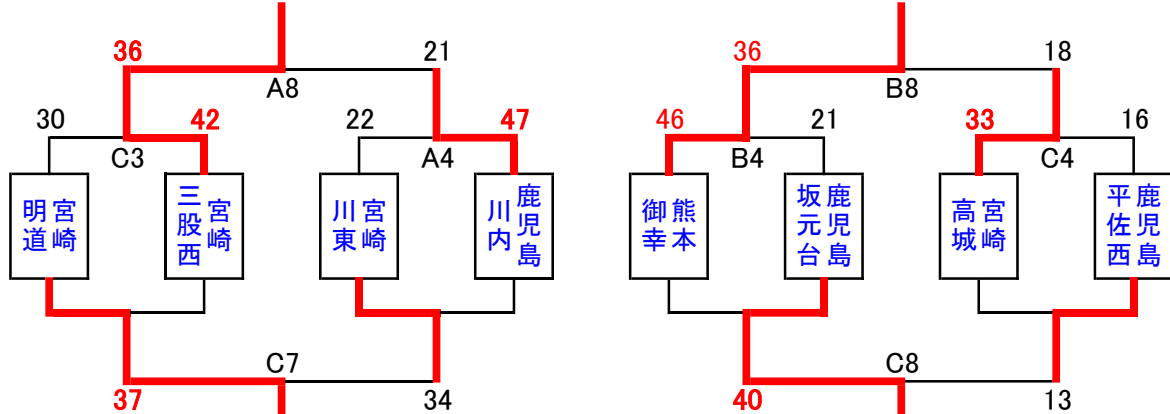 36 21 36 18
A8 B8
30 42 22 47 46 21 33 16
C3 A4 B4 C4
宮崎 明道
宮崎 三股西
宮崎 川東
鹿児島 川内
熊本 御幸
鹿児島 坂元台
宮崎 高城
鹿児島 平佐西
C7 C8
37 34 40 13